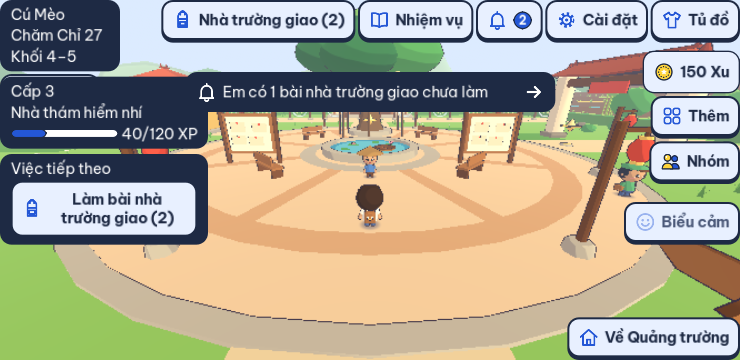 Cú Mèo
Chăm Chỉ 27
Khối 4–5
Nhà trường giao (2)
Nhiệm vụ
2
Cài đặt
Tủ đồ
150 Xu
Cấp 3
Nhà thám hiểm nhí
40/120 XP
Em có 1 bài nhà trường giao chưa làm
Thêm
Nhóm
Việc tiếp theo
Làm bài nhà
trường giao (2)
Biểu cảm
Về Quảng trường